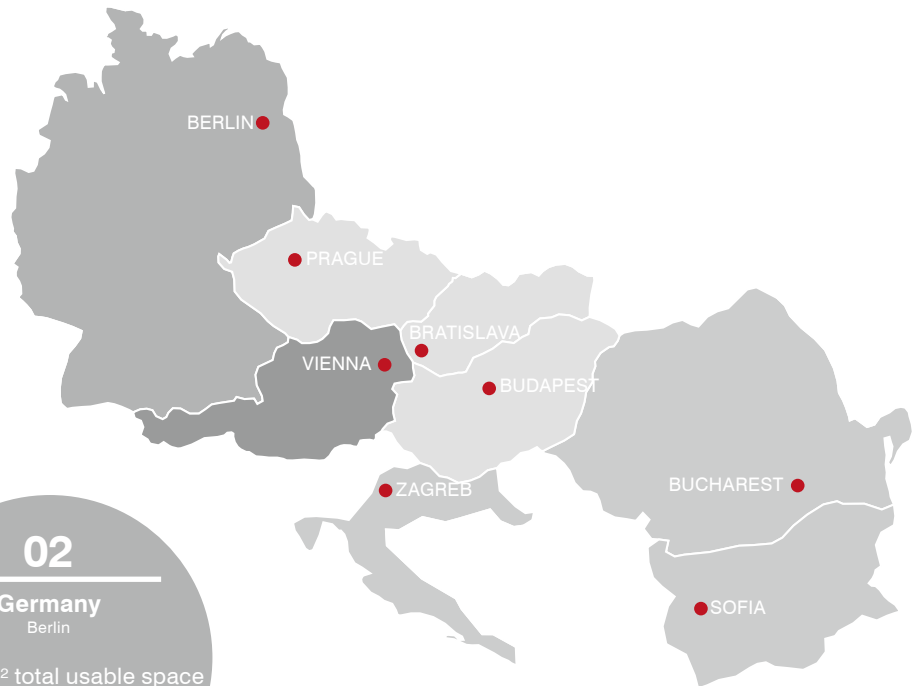 BERLIN
PRAGUE
BRATISLAVA
VIENNA
BUDAPEST
BUCHAREST
ZAGREB
02
Germany
Berlin
SOFIA
² total usable space